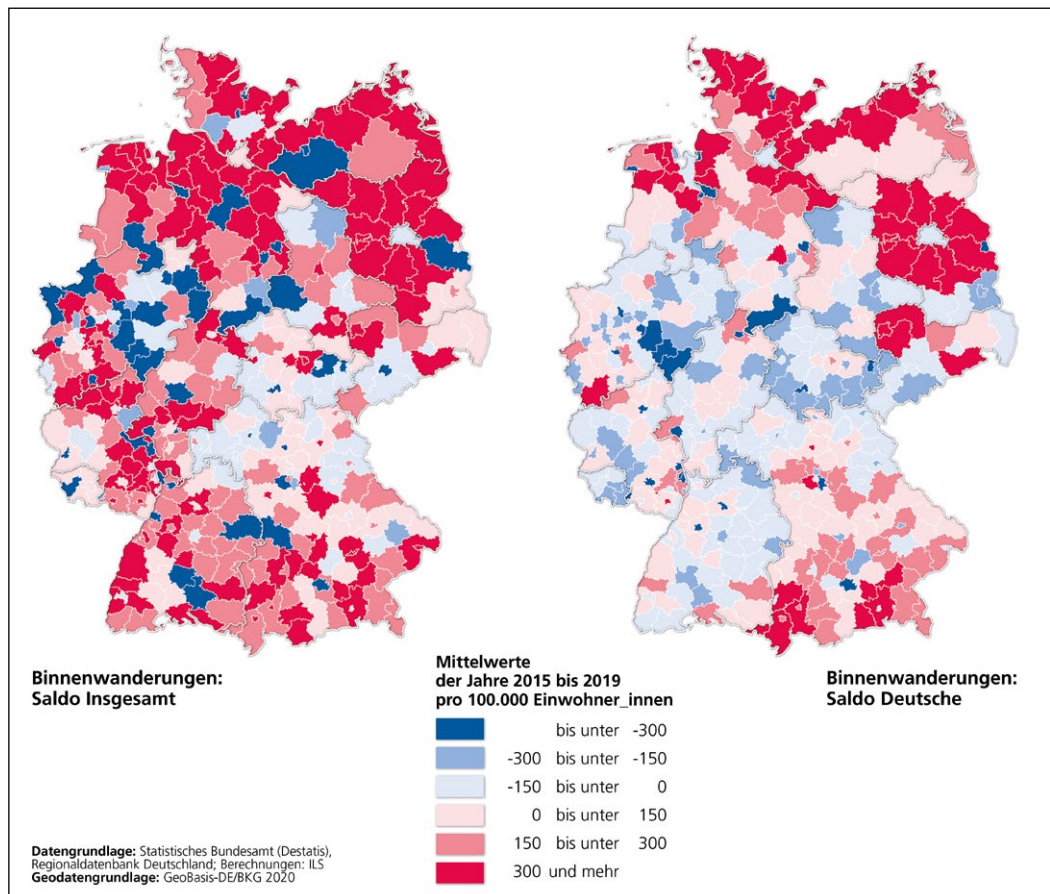 Binnenwanderungen:
Saldo Insgesamt
Mittelwerte
der Jahre 2015 bis 2019
pro 100.000 Einwohner_innen
bis unter -300
-300 bis unter -150
-150 bis unter 0
0 bis unter 150
150 bis unter 300
300 und mehr
Binnenwanderungen:
Saldo Deutsche
Datengrundlage: Statistisches Bundesamt (Destatis),
Regionaldatenbank Deutschland; Berechnungen: ILS
Geodatengrundlage: GeoBasis-DE/BKG 2020